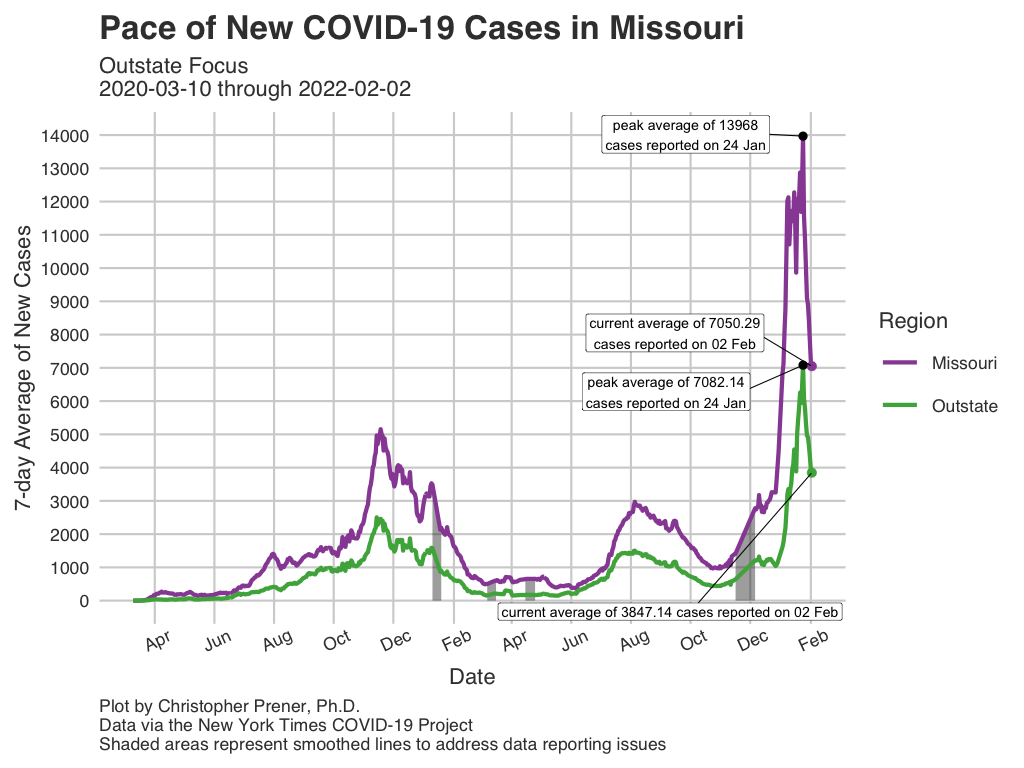 Pace of New COVID-19 Cases in Missouri
Outstate Focus
2020-03-10 through 2022-02-02
7-day Average of New Cases
14000
13000
12000
11000
10000
9000
8000
7000
6000
5000
4000
3000
2000
1000
0
peak average of 13968
cases reported on 24 Jan
current average of 7050.29
cases reported on 02 Feb
peak average of 7082.14
cases reported on 24 Jan
current average of 3847.14 cases reported on 02 Feb
Apr Jun Aug Oct Dec Feb Apr Jun Aug Oct Dec Feb
Date
Region
Missouri
Outstate
Plot by Christopher Prener, Ph.D.
Data via the New York Times COVID-19 Project
Shaded areas represent smoothed lines to address data reporting issues